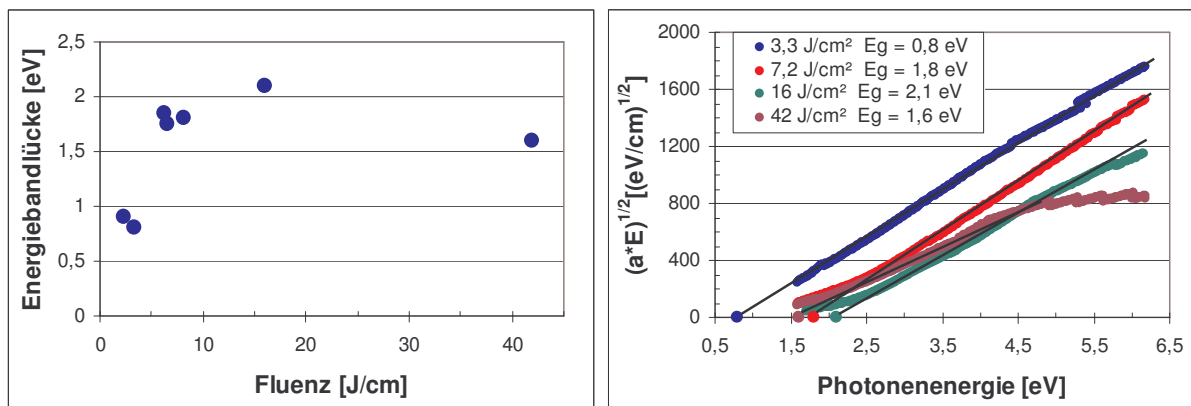 Energiebandlücke [eV]
2,5
2
1,5
1
0,5
0
0 10 20 30 40
Fluenz [J/cm]
(a*E)^1/2 [(eV/cm)^1/2]
2000
1600
1200
800
400
0
3,3 J/cm² Eg = 0,8 eV
7,2 J/cm² Eg = 1,8 eV
16 J/cm² Eg = 2,1 eV
42 J/cm² Eg = 1,6 eV
0,5 1,5 2,5 3,5 4,5 5,5 6,5
Photonenenergie [eV]